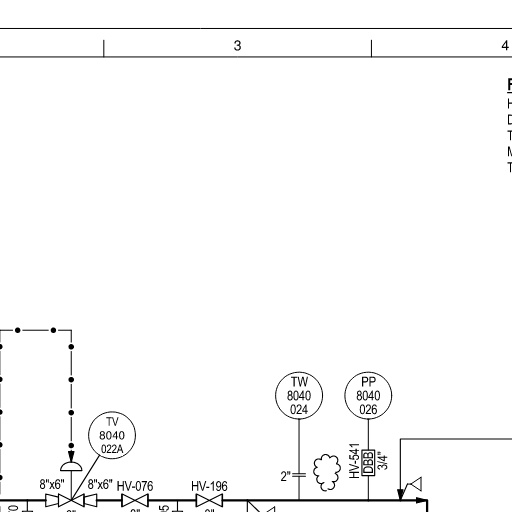 3
4
TW
8040
024
PP
8040
026
TV
8040
022A
HV-541
DBB
3/4"
2"
8"x6"
8"x6"
HV-076
HV-196